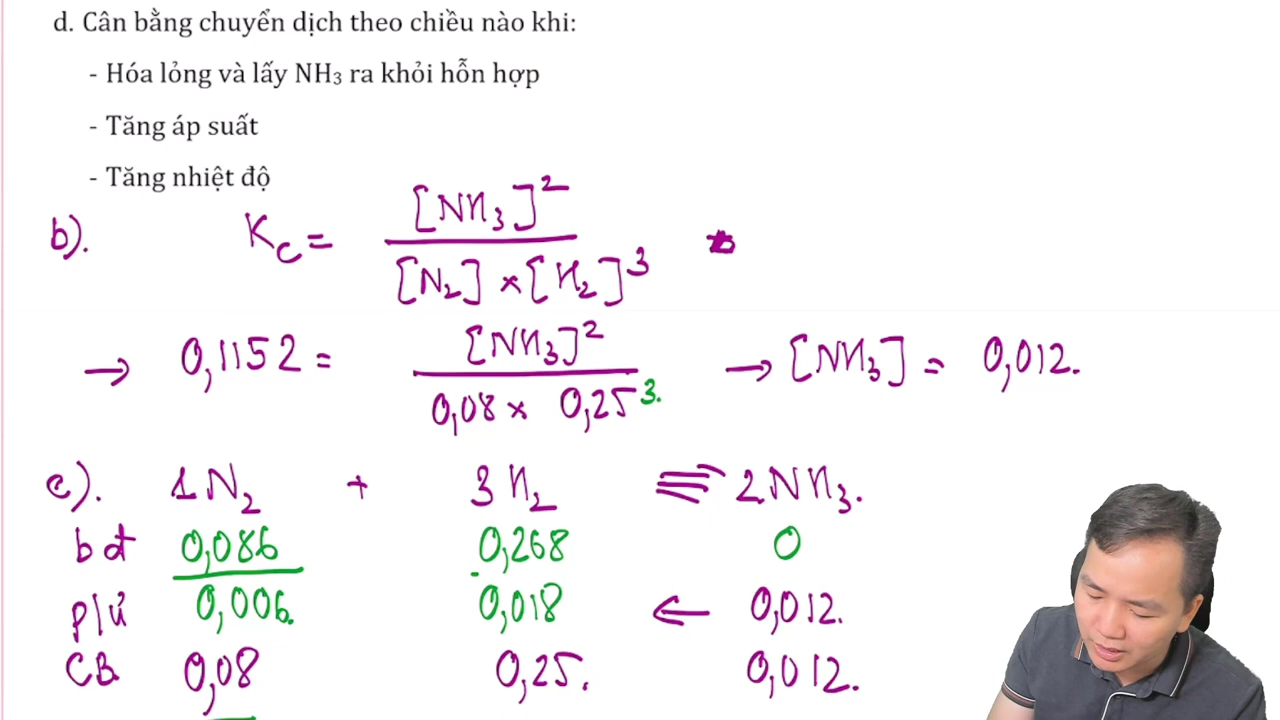 d. Cân bằng chuyển dịch theo chiều nào khi:
- Hóa lỏng và lấy NH₃ ra khỏi hỗn hợp
- Tăng áp suất
- Tăng nhiệt độ
b). K_C = [NH₃]² / [N₂] × [H₂]³
→ 0,1152 = [NH₃]² / 0,08 × 0,25³. → [NH₃] = 0,012.
c). 1N₂ + 3H₂ ⇌ 2NH₃.
bđ 0,086 0,268 0
p/ứ 0,006. 0,018 ← 0,012.
CB 0,08 0,25. 0,012.